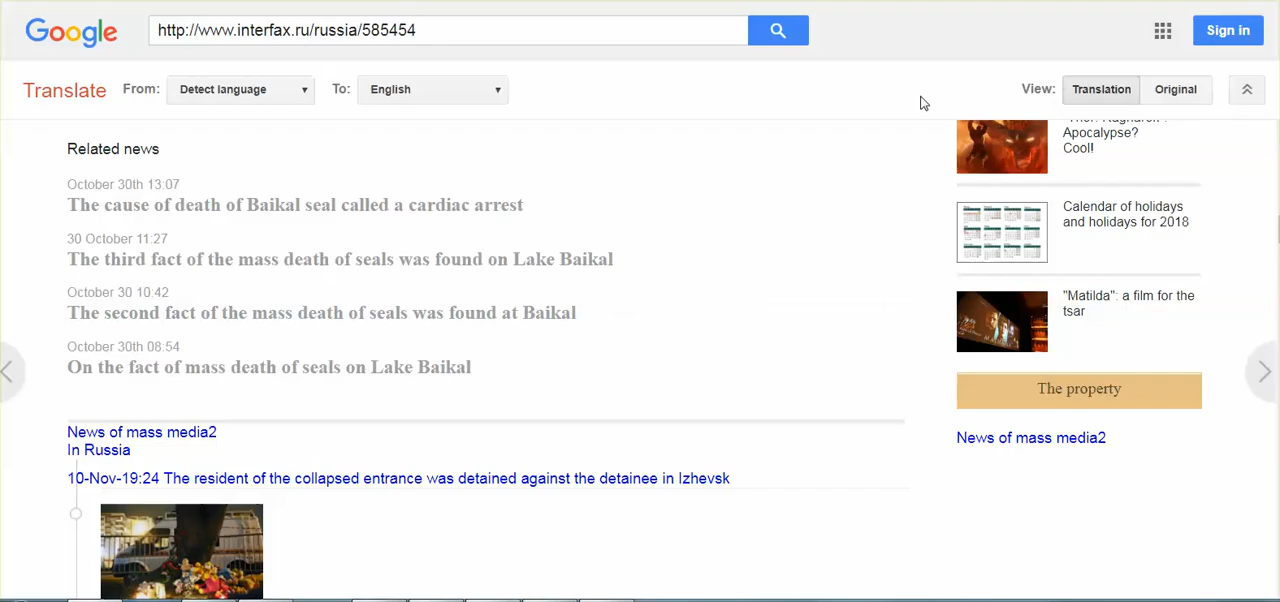 Google
http://www.interfax.ru/russia/585454
Sign in
Translate
From:
Detect language
To:
English
View:
Translation
Original
Related news
October 30th 13:07
The cause of death of Baikal seal called a cardiac arrest
30 October 11:27
The third fact of the mass death of seals was found on Lake Baikal
October 30 10:42
The second fact of the mass death of seals was found at Baikal
October 30th 08:54
On the fact of mass death of seals on Lake Baikal
News of mass media2
In Russia
10-Nov-19:24 The resident of the collapsed entrance was detained against the detainee in Izhevsk
Apocalypse?
Cool!
Calendar of holidays
and holidays for 2018
"Matilda": a film for the
tsar
The property
News of mass media2